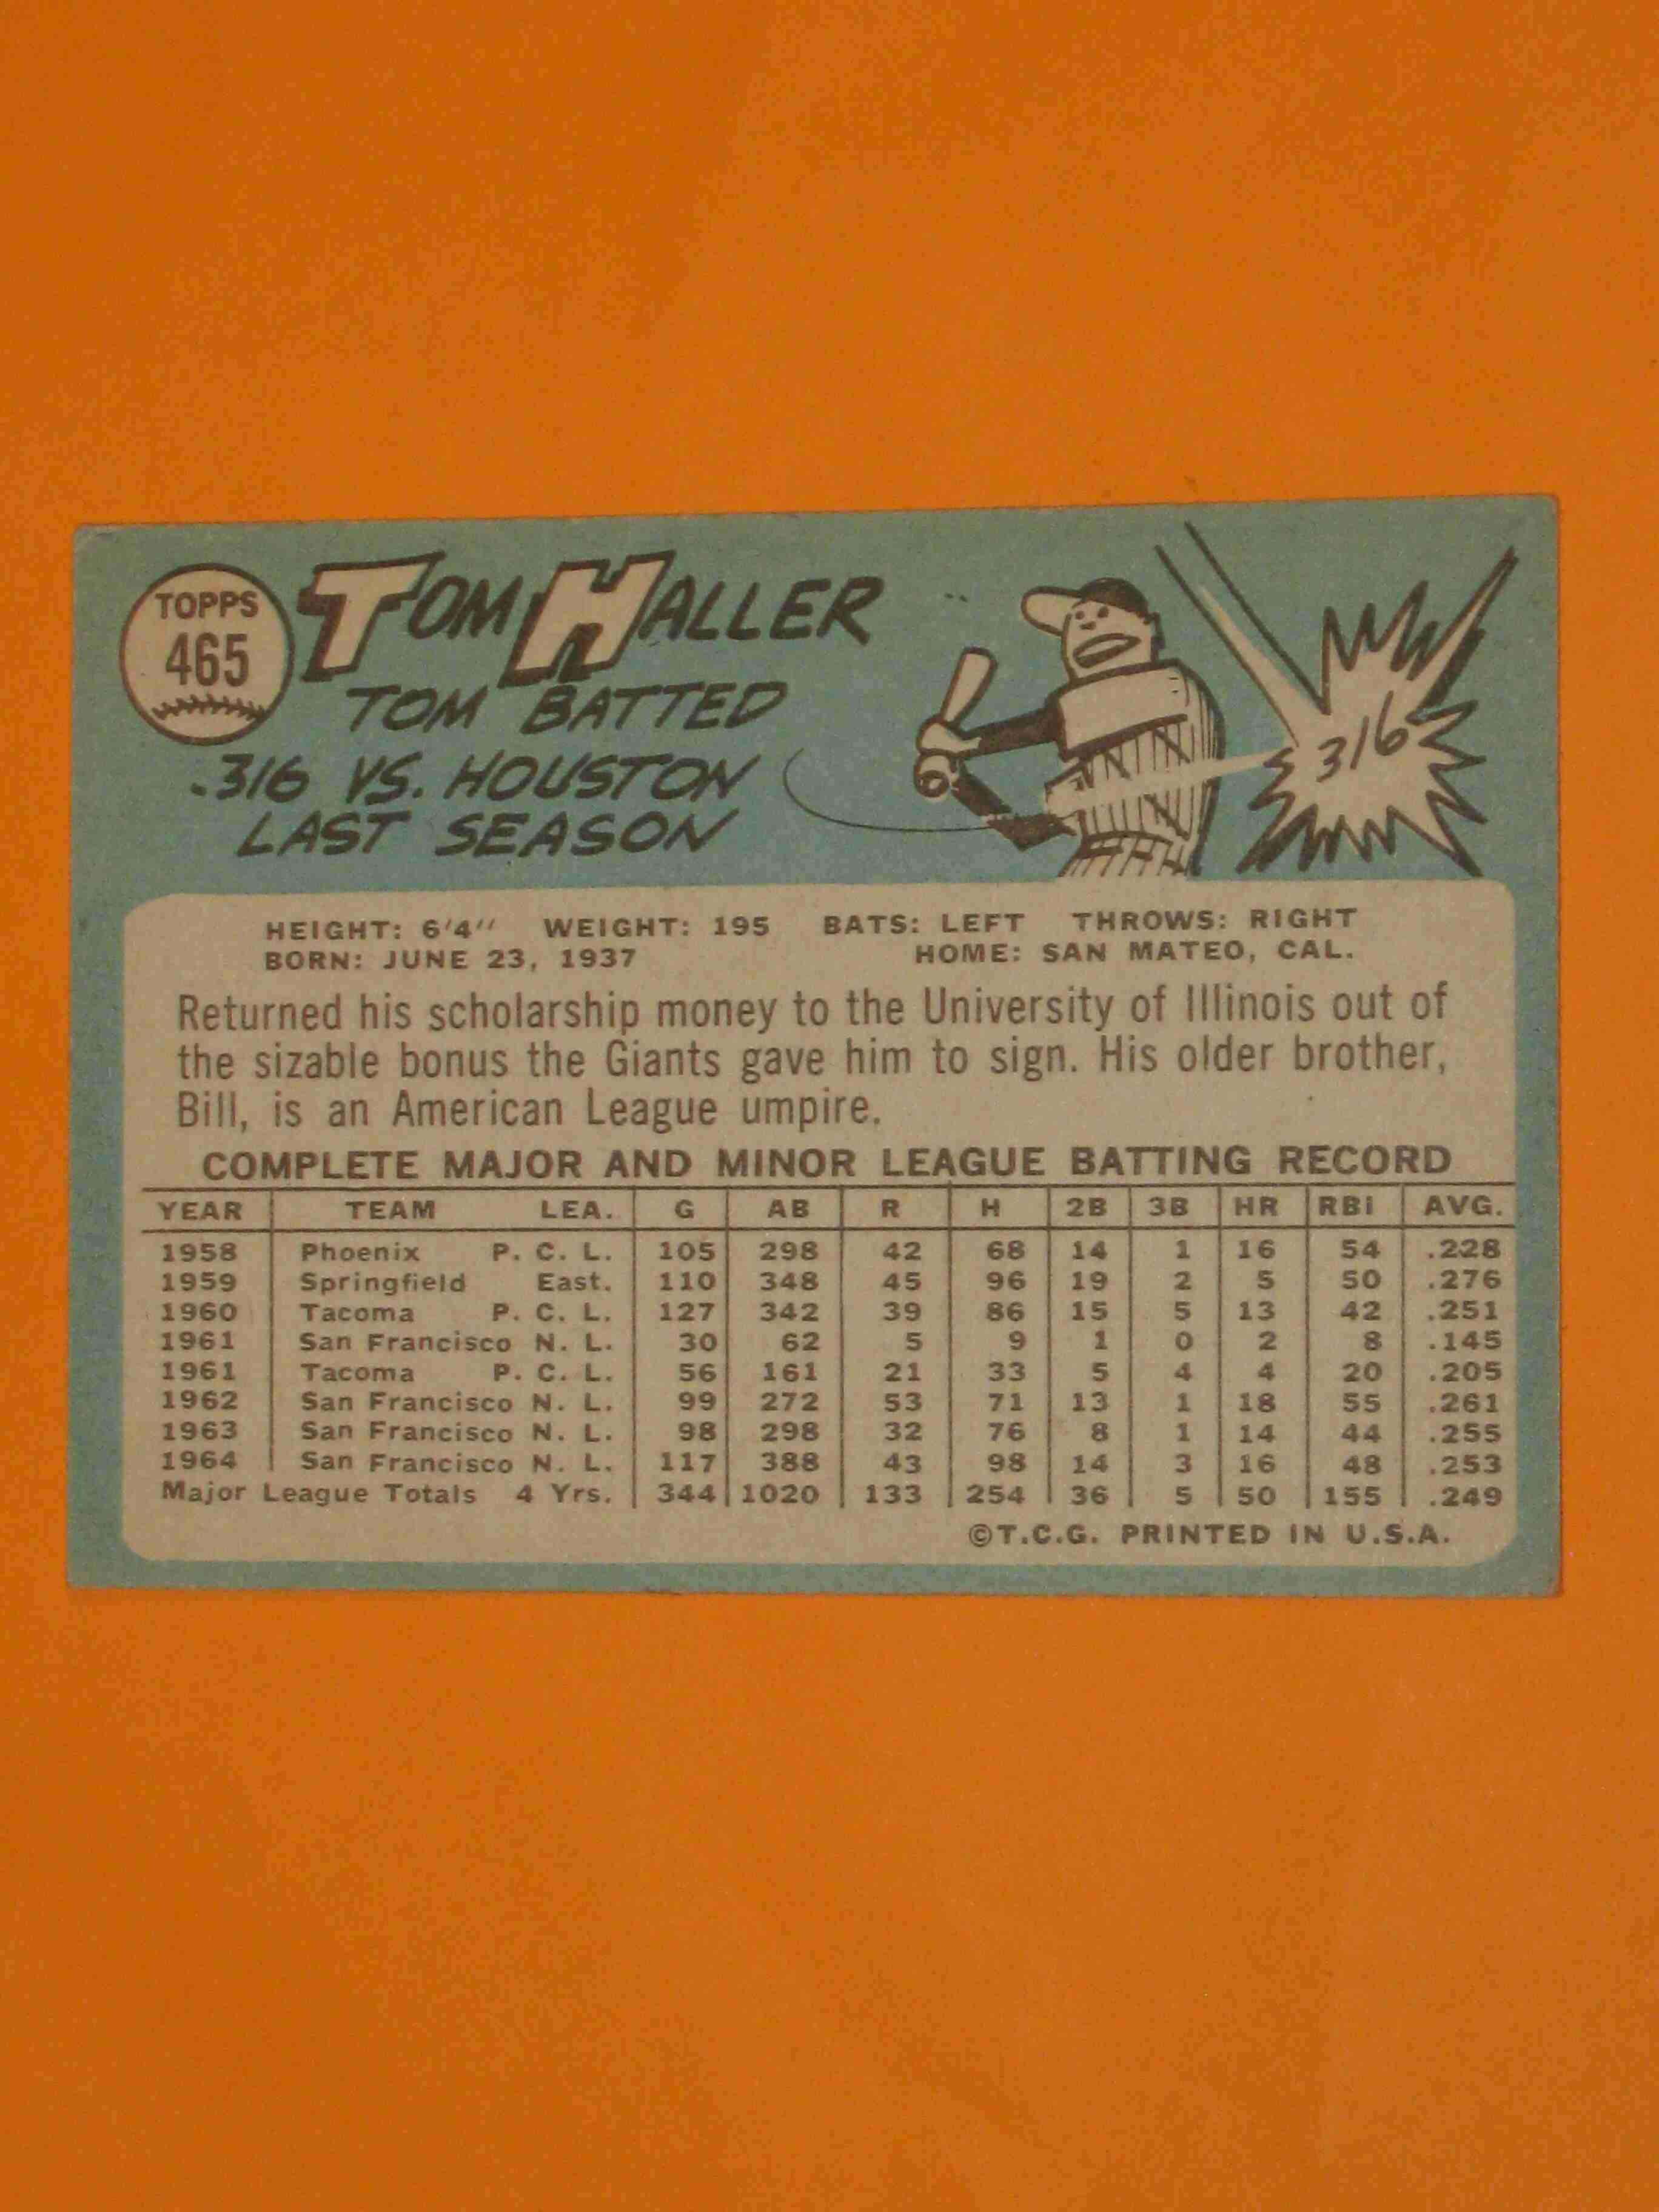 TOPPS
465
TOM HALLER
TOM BATTED
.316 VS. HOUSTON
LAST SEASON
316
HEIGHT: 6'4" WEIGHT: 195 BATS: LEFT THROWS: RIGHT
BORN: JUNE 23, 1937 HOME: SAN MATEO, CAL.
Returned his scholarship money to the University of Illinois out of
the sizable bonus the Giants gave him to sign. His older brother,
Bill, is an American League umpire.
COMPLETE MAJOR AND MINOR LEAGUE BATTING RECORD
YEAR TEAM LEA. G AB R H 2B 3B HR RBI AVG.
1958 Phoenix P. C. L. 105 298 42 68 14 1 16 54 .228
1959 Springfield East. 110 348 45 96 19 2 5 50 .276
1960 Tacoma P. C. L. 127 342 39 86 15 5 13 42 .251
1961 San Francisco N. L. 30 62 5 9 1 0 2 8 .145
1961 Tacoma P. C. L. 56 161 21 33 5 4 4 20 .205
1962 San Francisco N. L. 99 272 53 71 13 1 18 55 .261
1963 San Francisco N. L. 98 298 32 76 8 1 14 44 .255
1964 San Francisco N. L. 117 388 43 98 14 3 16 48 .253
Major League Totals 4 Yrs. 344 1020 133 254 36 5 50 155 .249
©T.C.G. PRINTED IN U.S.A.